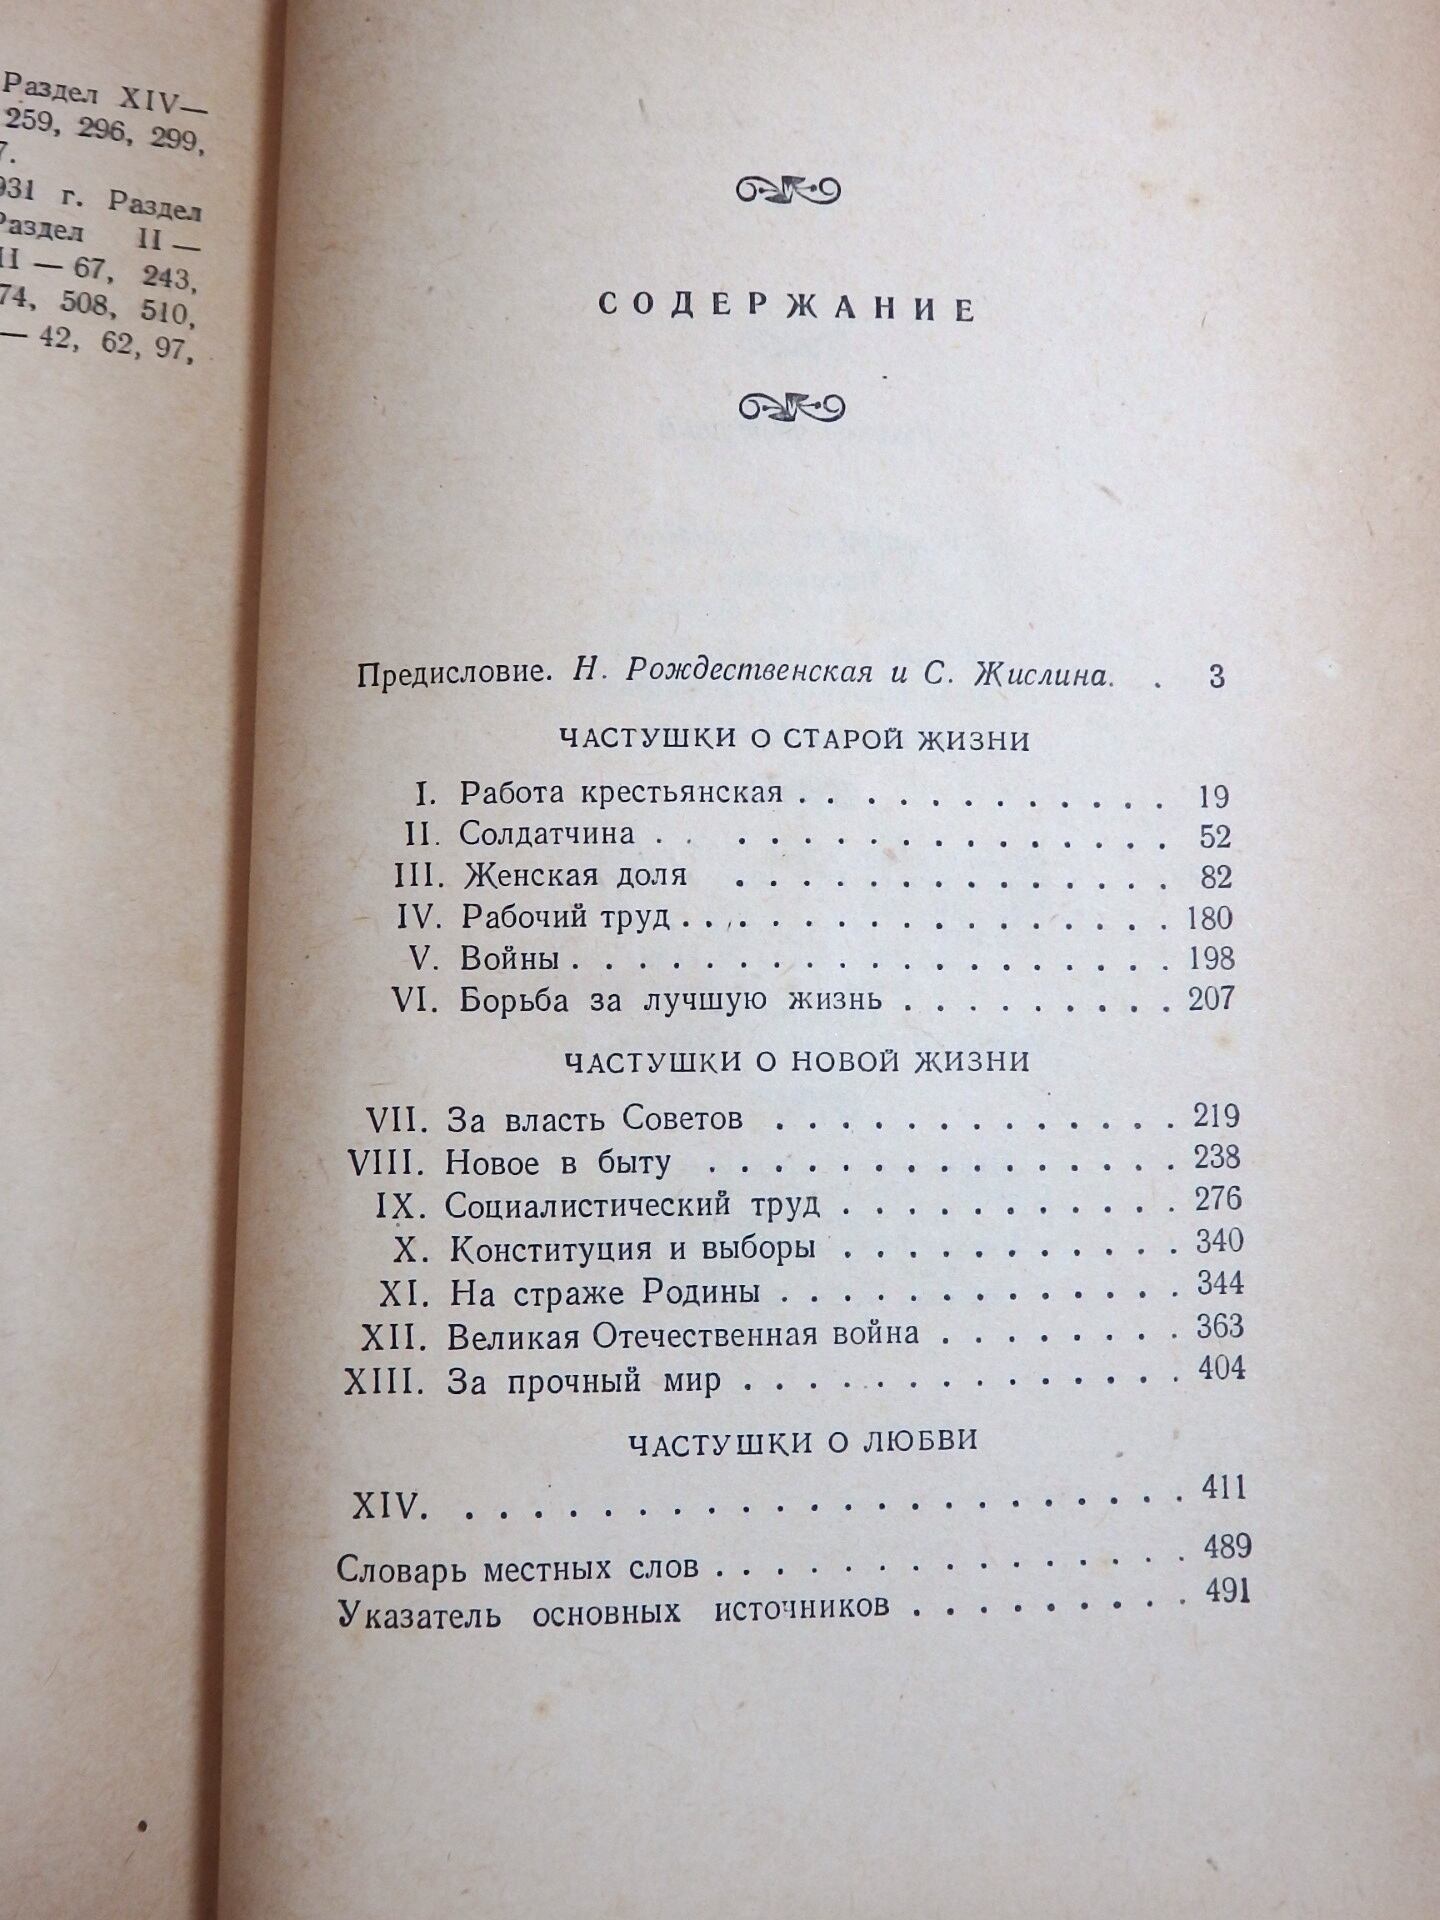 Раздел XIV—
259, 296, 299,
7.
931 г. Раздел
Раздел II —
II — 67, 243,
74, 508, 510,
— 42, 62, 97,
СОДЕРЖАНИЕ
Предисловие. Н. Рождественская и С. Жислина. . 3
ЧАСТУШКИ О СТАРОЙ ЖИЗНИ
I. Работа крестьянская . . . . . . . . . . . . 19
II. Солдатчина . . . . . . . . . . . . . . . . 52
III. Женская доля . . . . . . . . . . . . . . 82
IV. Рабочий труд . . . . . . . . . . . . . . . 180
V. Войны . . . . . . . . . . . . . . . . . . . 198
VI. Борьба за лучшую жизнь . . . . . . . . . 207
ЧАСТУШКИ О НОВОЙ ЖИЗНИ
VII. За власть Советов . . . . . . . . . . . . . 219
VIII. Новое в быту . . . . . . . . . . . . . . . 238
IX. Социалистический труд . . . . . . . . . . . 276
X. Конституция и выборы . . . . . . . . . . . 340
XI. На страже Родины . . . . . . . . . . . . . 344
XII. Великая Отечественная война . . . . . . . . 363
XIII. За прочный мир . . . . . . . . . . . . . . 404
ЧАСТУШКИ О ЛЮБВИ
XIV. . . . . . . . . . . . . . . . . . . . . . . 411
Словарь местных слов . . . . . . . . . . . . . . . 489
Указатель основных источников . . . . . . . . . 491